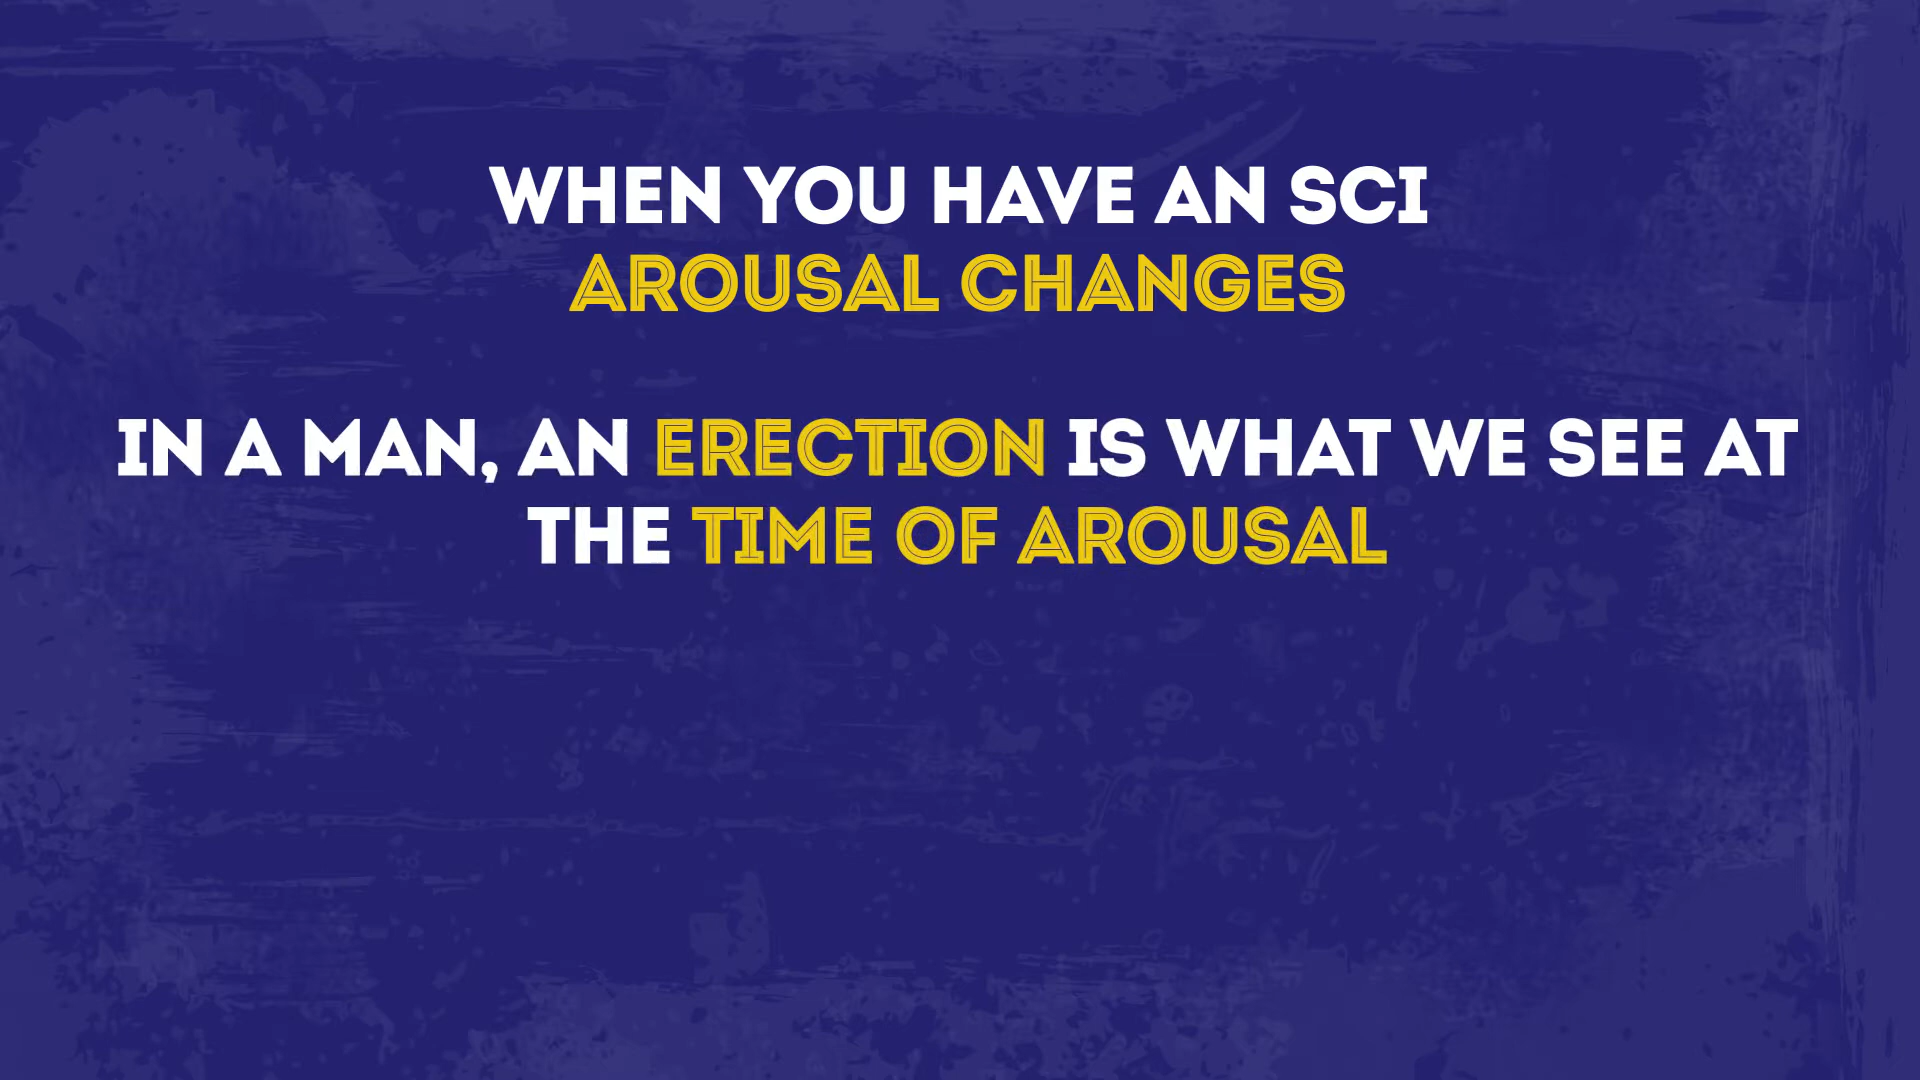 WHEN YOU HAVE AN SCI
AROUSAL CHANGES
IN A MAN, AN ERECTION IS WHAT WE SEE AT
THE TIME OF AROUSAL